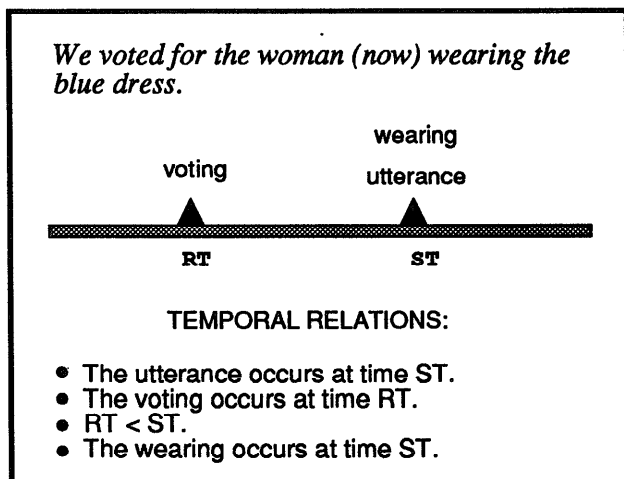 We voted for the woman (now) wearing the
blue dress.
wearing
voting
utterance
RT
ST
TEMPORAL RELATIONS:
• The utterance occurs at time ST.
• The voting occurs at time RT.
• RT < ST.
• The wearing occurs at time ST.